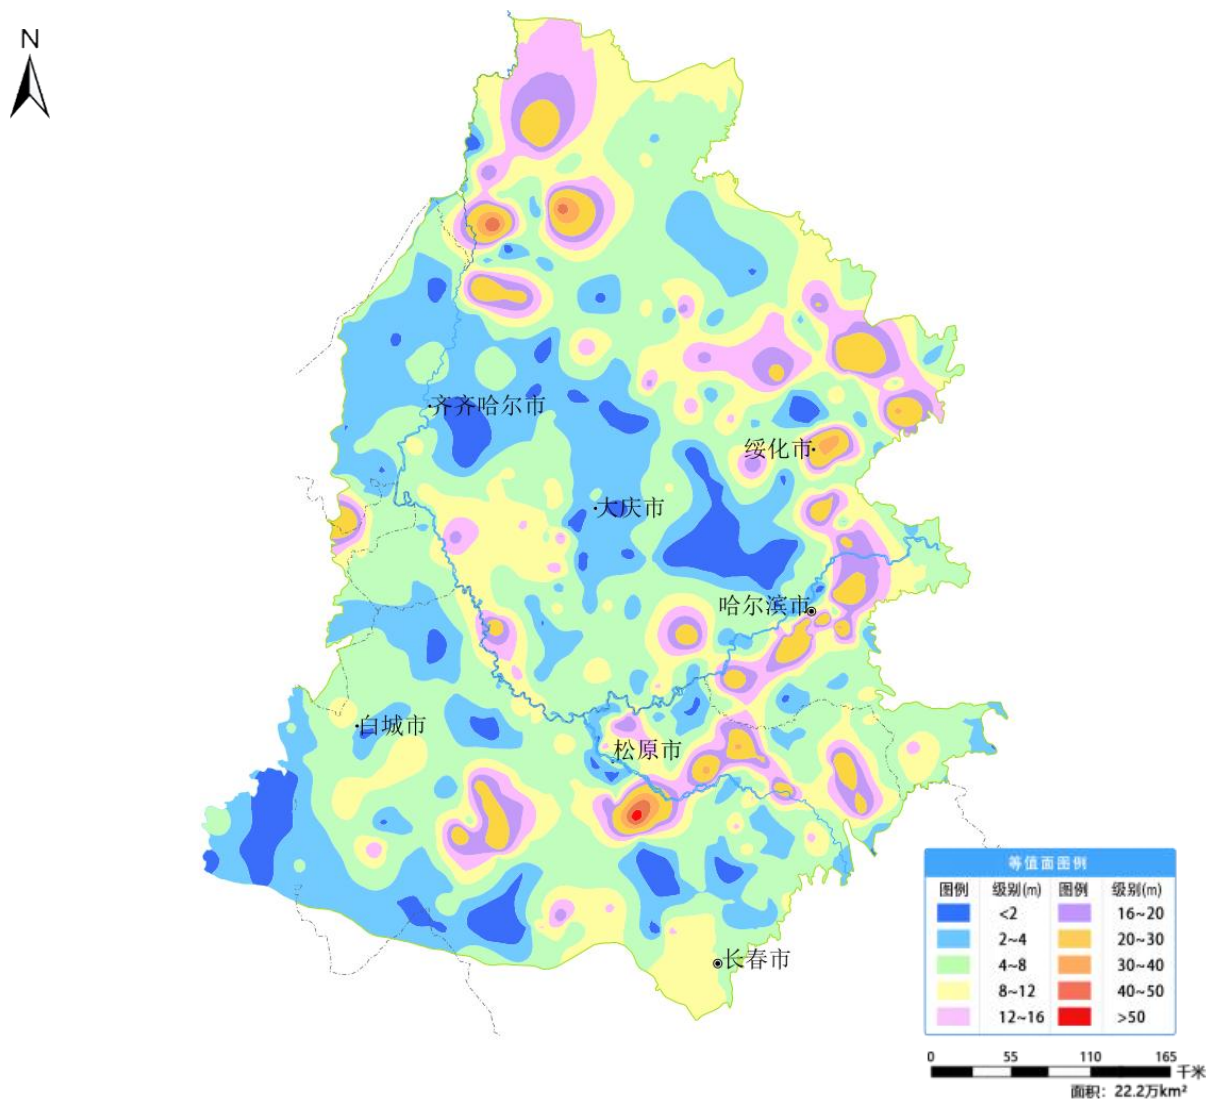 N
齐齐哈尔市
绥化市
大庆市
哈尔滨市
白城市
松原市
长春市
等值面图例
图例 级别(m) 图例 级别(m)
<2 16~20
2~4 20~30
4~8 30~40
8~12 40~50
12~16 >50
0 55 110 165
千米
面积：22.2万km²